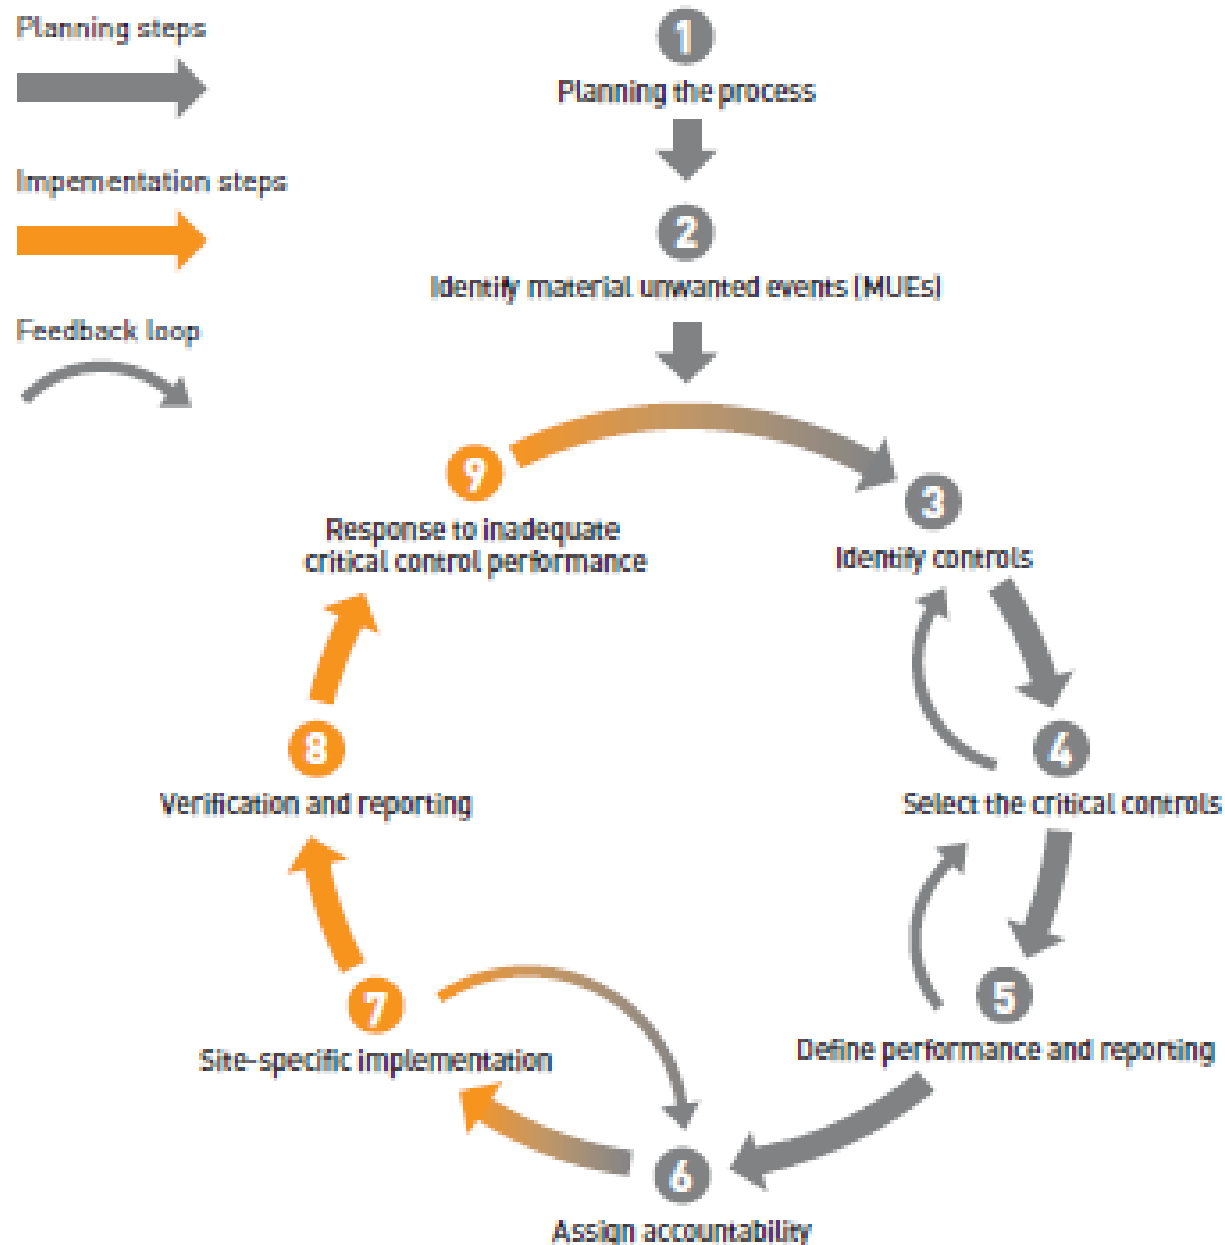 Planning steps
Impementation steps
Feedback loop
1
Planning the process
2
Identify material unwanted events (MUEs)
3
Identify controls
4
Select the critical controls
5
Define performance and reporting
6
Assign accountability
7
Site-specific implementation
8
Verification and reporting
9
Response to inadequate
critical control performance